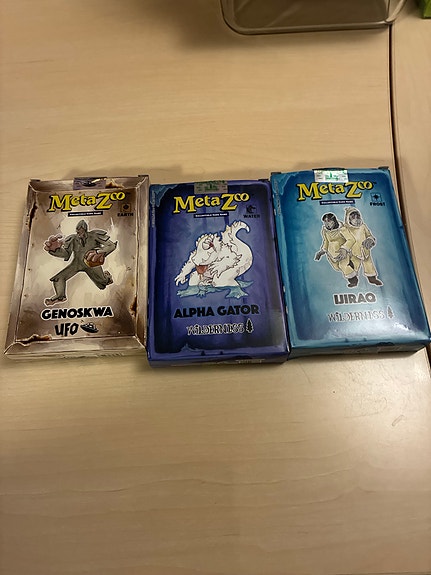 MetaZoo
EARTH
GENOSKWA
UFO
MetaZoo
WATER
ALPHA GATOR
WILDERNESS
MetaZoo
FROST
IJIRAQ
WILDERNESS